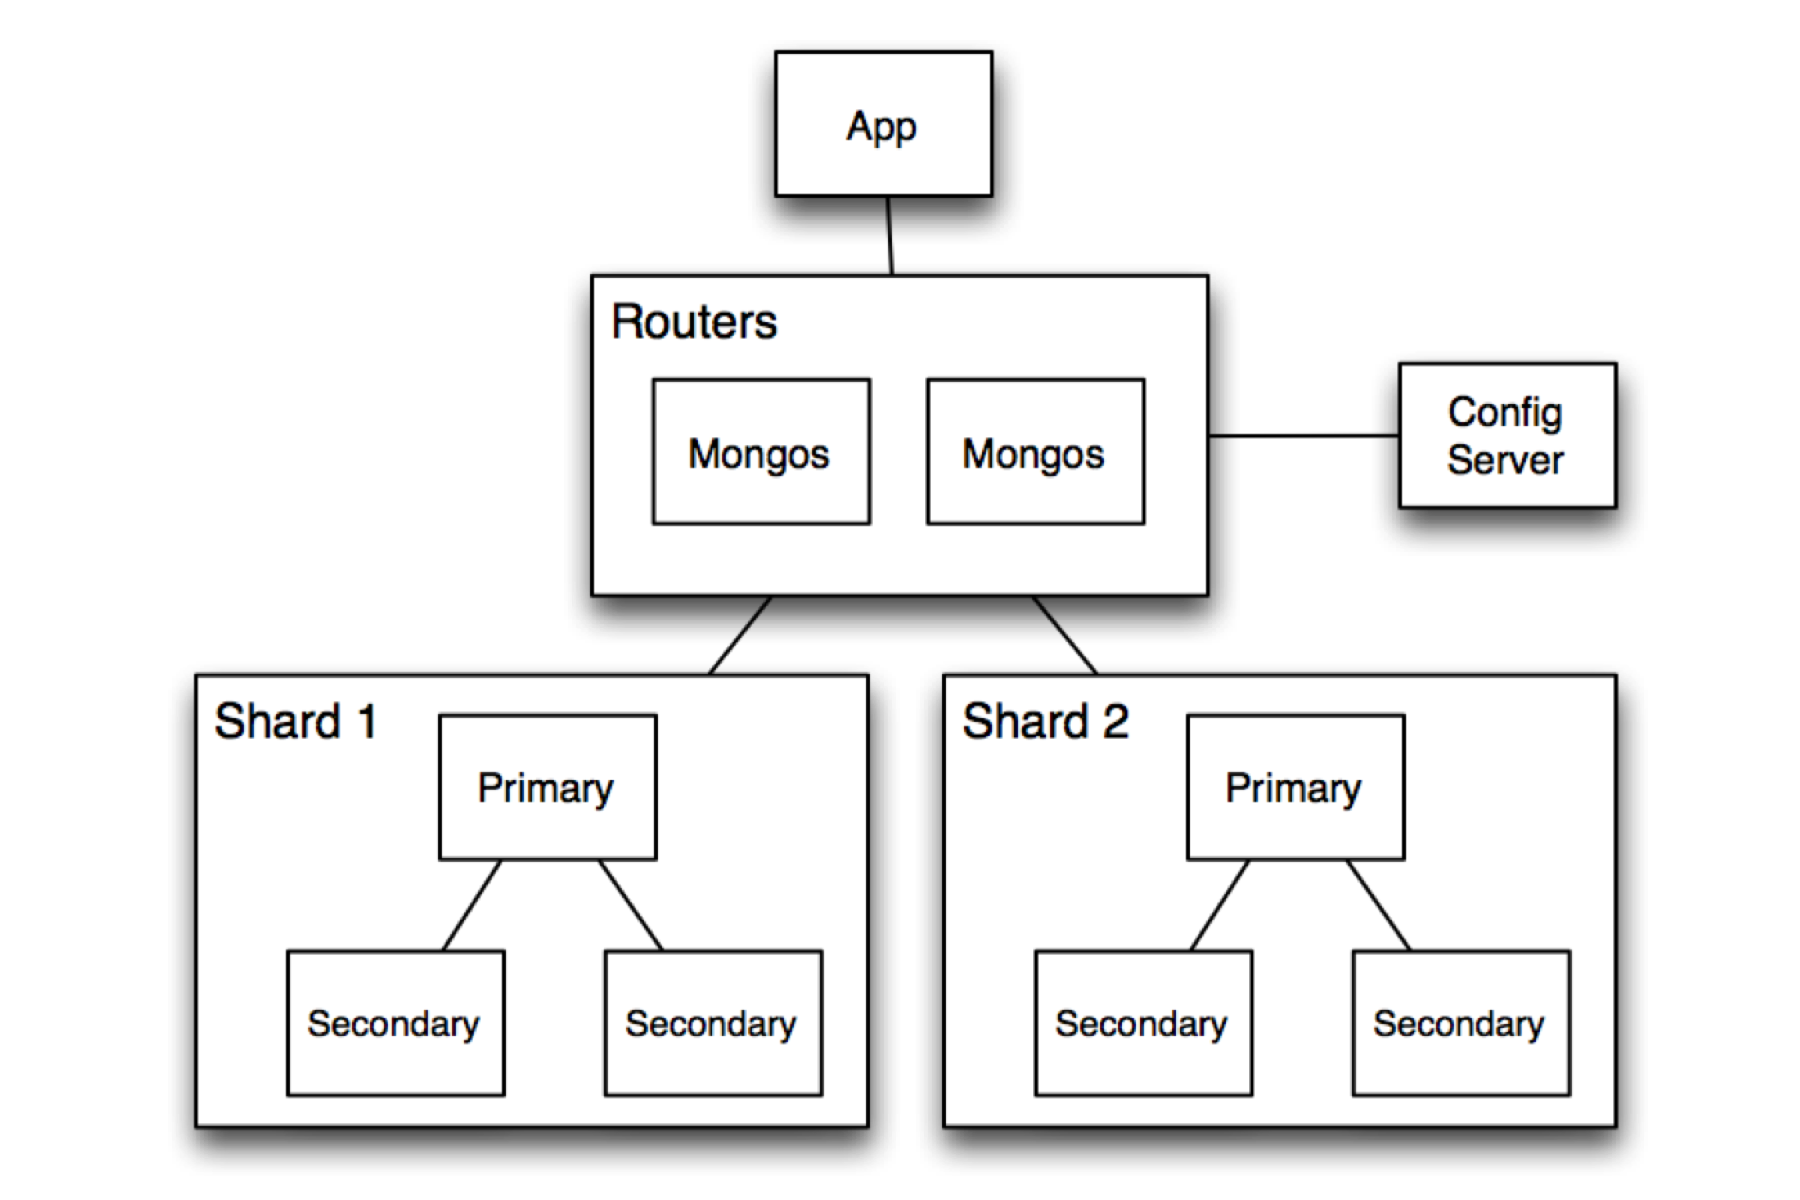 App
Routers
Mongos
Mongos
Config
Server
Shard 1
Primary
Secondary
Secondary
Shard 2
Primary
Secondary
Secondary